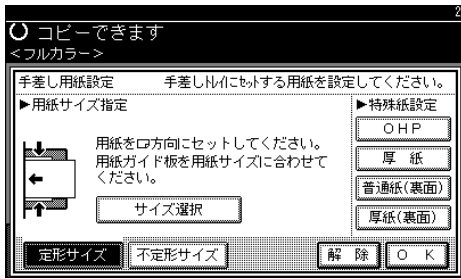 2
コピーできます
<フルカラー>
手差し用紙設定 手差しトレイにセットする用紙を設定してください。
▶用紙サイズ指定
▶特殊紙設定
用紙を方向にセットしてください。
用紙ガイド板を用紙サイズに合わせて
ください。
サイズ選択
OHP
厚 紙
普通紙(裏面)
厚紙(裏面)
定形サイズ
不定形サイズ
解 除
O K